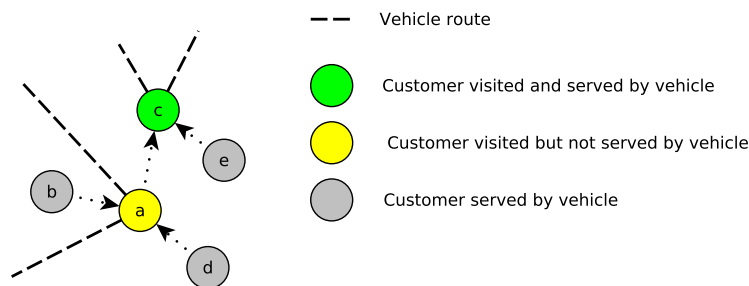 Vehicle route
c
Customer visited and served by vehicle
Customer visited but not served by vehicle
e
b
Customer served by vehicle
a
d